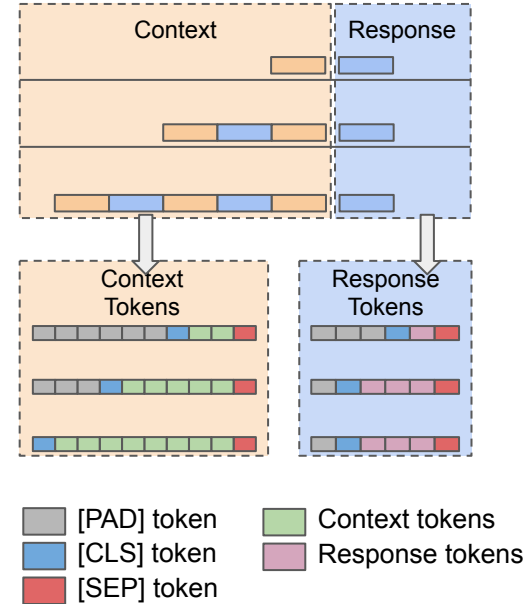 Context
Response
Context
Tokens
Response
Tokens
[PAD] token
[CLS] token
[SEP] token
Context tokens
Response tokens